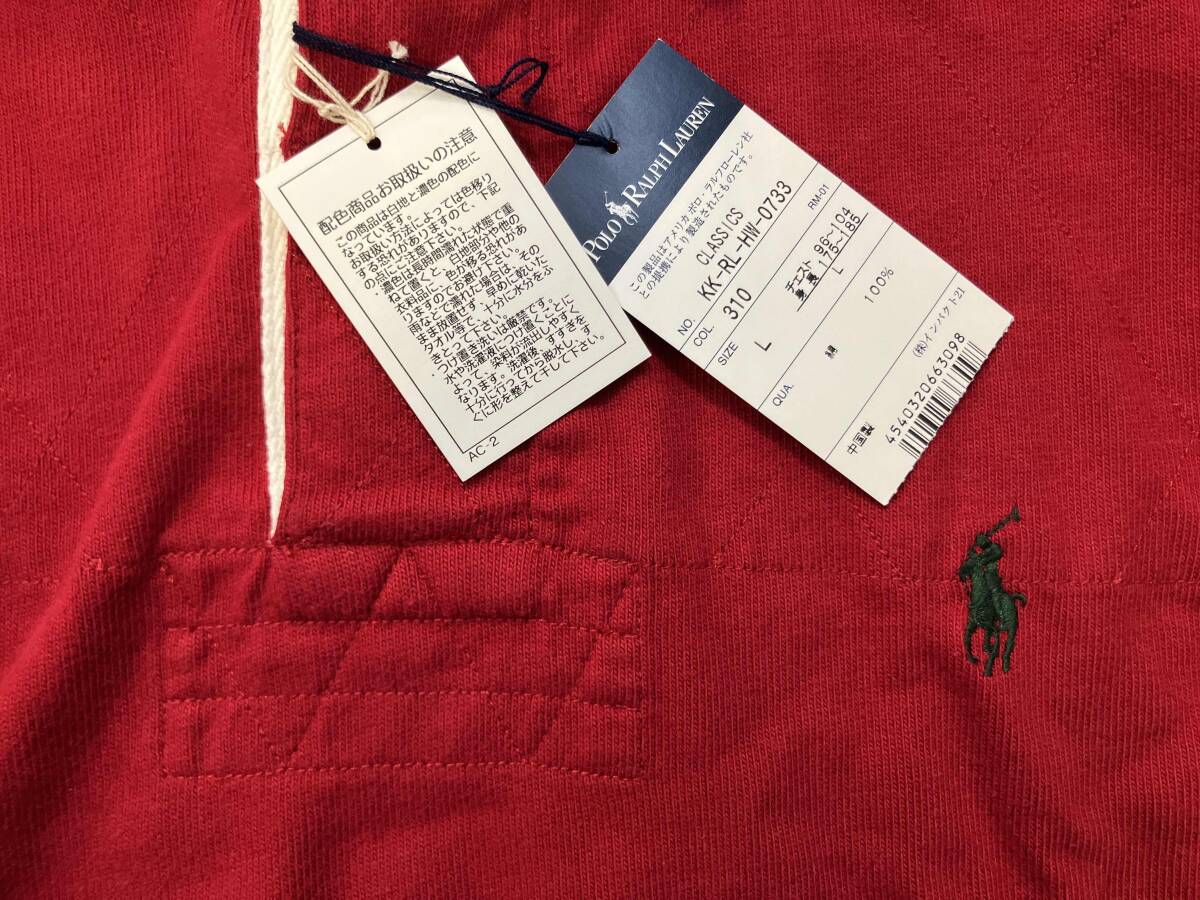 配色商品お取扱いの注意
この商品は白地と濃色の配色に
なっています。
お取扱い方法によっては色移り
する恐れがありますので、下記
の点にご注意下さい。
・濃色は長時間濡れた状態で重
ねて置くと、白地部分や他の
衣料品に、色が移る恐れがあ
りますのでお避け下さい。
雨などで濡れた場合は、その
まま放置せず、早めに乾いた
タオル等で、十分に水分をふ
きとって下さい。
・つけ置き洗いは厳禁です。
水や洗濯液につけ置くことに
よって、染料が流出しやすく
なります。洗濯後、すすぎを
十分に行ってから脱水し、す
ぐに形を整えて干して下さい。
AC-2
POLO RALPH LAUREN
この製品はアメリカ ポロ・ラルフローレン社
との提携により製造されたものです。
CLASSICS
NO. KK-RL-HW-0733
COL. 310 RM-01
チェスト 96~104
身長 175~185
SIZE L L
QUA. 綿 100%
(株)インパクト21
中国製
4540320663098